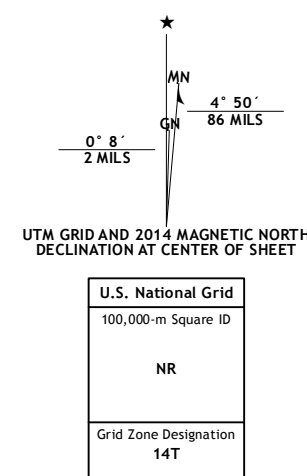 ★
MN
GN
4° 50´
86 MILS
0° 8´
2 MILS
UTM GRID AND 2014 MAGNETIC NORTH
DECLINATION AT CENTER OF SHEET
U.S. National Grid
100,000-m Square ID
NR
Grid Zone Designation
14T